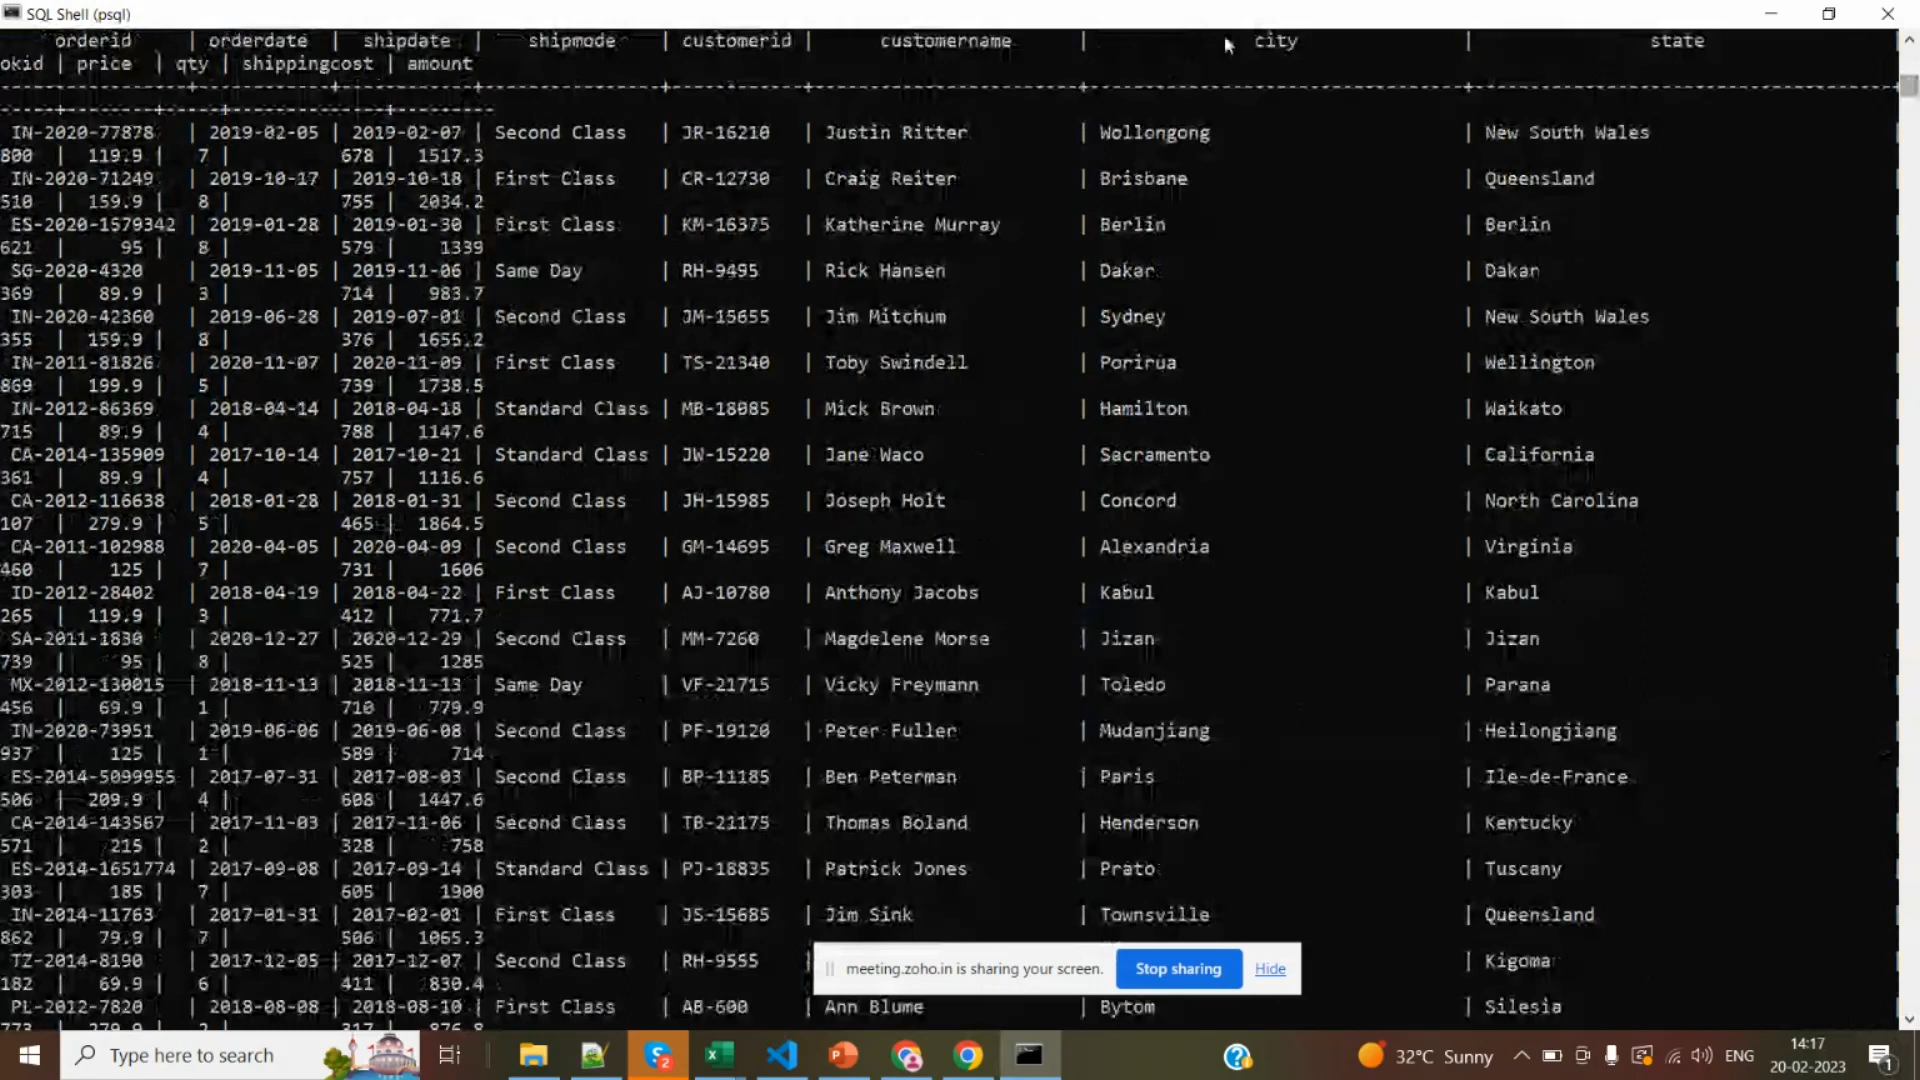 SQL Shell (psql)
orderid | orderdate | shipdate | shipmode | customerid | customername | city | state |
okid | price | qty | shippingcost | amount
IN-2020-77878 | 2019-02-05 | 2019-02-07 | Second Class | JR-16210 | Justin Ritter | Wollongong | New South Wales
800 | 119.9 | 7 | 678 | 1517.3
IN-2020-71249 | 2019-10-17 | 2019-10-18 | First Class | CR-12730 | Craig Reiter | Brisbane | Queensland
510 | 159.9 | 8 | 755 | 2034.2
ES-2020-1579342 | 2019-01-28 | 2019-01-30 | First Class | KM-16375 | Katherine Murray | Berlin | Berlin
621 | 95 | 8 | 579 | 1339
SG-2020-4320 | 2019-11-05 | 2019-11-06 | Same Day | RH-9495 | Rick Hansen | Dakar | Dakar
369 | 89.9 | 3 | 714 | 983.7
IN-2020-42360 | 2019-06-28 | 2019-07-01 | Second Class | JM-15655 | Jim Mitchum | Sydney | New South Wales
355 | 159.9 | 8 | 376 | 1655.2
IN-2011-81826 | 2020-11-07 | 2020-11-09 | First Class | TS-21340 | Toby Swindell | Porirua | Wellington
869 | 199.9 | 5 | 739 | 1738.5
IN-2012-86369 | 2018-04-14 | 2018-04-18 | Standard Class | MB-18085 | Mick Brown | Hamilton | Waikato
715 | 89.9 | 4 | 788 | 1147.6
CA-2014-135909 | 2017-10-14 | 2017-10-21 | Standard Class | JW-15220 | Jane Waco | Sacramento | California
361 | 89.9 | 4 | 757 | 1116.6
CA-2012-116638 | 2018-01-28 | 2018-01-31 | Second Class | JH-15985 | Joseph Holt | Concord | North Carolina
107 | 279.9 | 5 | 465 | 1864.5
CA-2011-102988 | 2020-04-05 | 2020-04-09 | Second Class | GM-14695 | Greg Maxwell | Alexandria | Virginia
460 | 125 | 7 | 731 | 1606
ID-2012-28402 | 2018-04-19 | 2018-04-22 | First Class | AJ-10780 | Anthony Jacobs | Kabul | Kabul
265 | 119.9 | 3 | 412 | 771.7
SA-2011-1830 | 2020-12-27 | 2020-12-29 | Second Class | MM-7260 | Magdelene Morse | Jizan | Jizan
739 | 95 | 8 | 525 | 1285
MX-2012-130015 | 2018-11-13 | 2018-11-13 | Same Day | VF-21715 | Vicky Freymann | Toledo | Parana
456 | 69.9 | 1 | 710 | 779.9
IN-2020-73951 | 2019-06-06 | 2019-06-08 | Second Class | PF-19120 | Peter Fuller | Mudanjiang | Heilongjiang
937 | 125 | 1 | 589 | 714
ES-2014-5099955 | 2017-07-31 | 2017-08-03 | Second Class | BP-11185 | Ben Peterman | Paris | Ile-de-France
506 | 209.9 | 4 | 608 | 1447.6
CA-2014-143567 | 2017-11-03 | 2017-11-06 | Second Class | TB-21175 | Thomas Boland | Henderson | Kentucky
571 | 215 | 2 | 328 | 758
ES-2014-1651774 | 2017-09-08 | 2017-09-14 | Standard Class | PJ-18835 | Patrick Jones | Prato | Tuscany
303 | 185 | 7 | 605 | 1900
IN-2014-11763 | 2017-01-31 | 2017-02-01 | First Class | JS-15685 | Jim Sink | Townsville | Queensland
862 | 79.9 | 7 | 506 | 1065.3
TZ-2014-8190 | 2017-12-05 | 2017-12-07 | Second Class | RH-9555 | Kigoma
182 | 69.9 | 6 | 411 | 830.4
meeting.zoho.in is sharing your screen. Stop sharing Hide
PL-2012-7820 | 2018-08-08 | 2018-08-10 | First Class | AB-600 | Ann Blume | Bytom | Silesia
773 | 279.9 | 2 | 317 | 876.8
Type here to search
2
32°C Sunny
ENG
14:17
20-02-2023
1